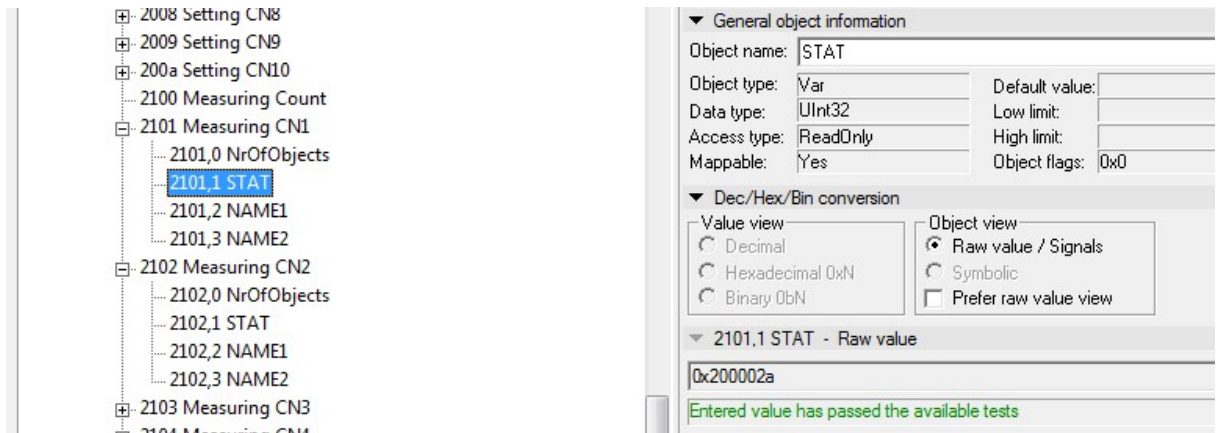 2008 Setting CN8
2009 Setting CN9
200a Setting CN10
2100 Measuring Count
2101 Measuring CN1
2101,0 NrOfObjects
2101,1 STAT
2101,2 NAME1
2101,3 NAME2
2102 Measuring CN2
2102,0 NrOfObjects
2102,1 STAT
2102,2 NAME1
2102,3 NAME2
2103 Measuring CN3
2104 Measuring CN4
General object information
Object name: STAT
Object type: Var Default value:
Data type: UInt32 Low limit:
Access type: ReadOnly High limit:
Mappable: Yes Object flags: 0x0
Dec/Hex/Bin conversion
Value view Object view
Decimal Raw value / Signals
Hexadecimal 0xN Symbolic
Binary 0bN Prefer raw value view
2101,1 STAT - Raw value
0x200002a
Entered value has passed the available tests